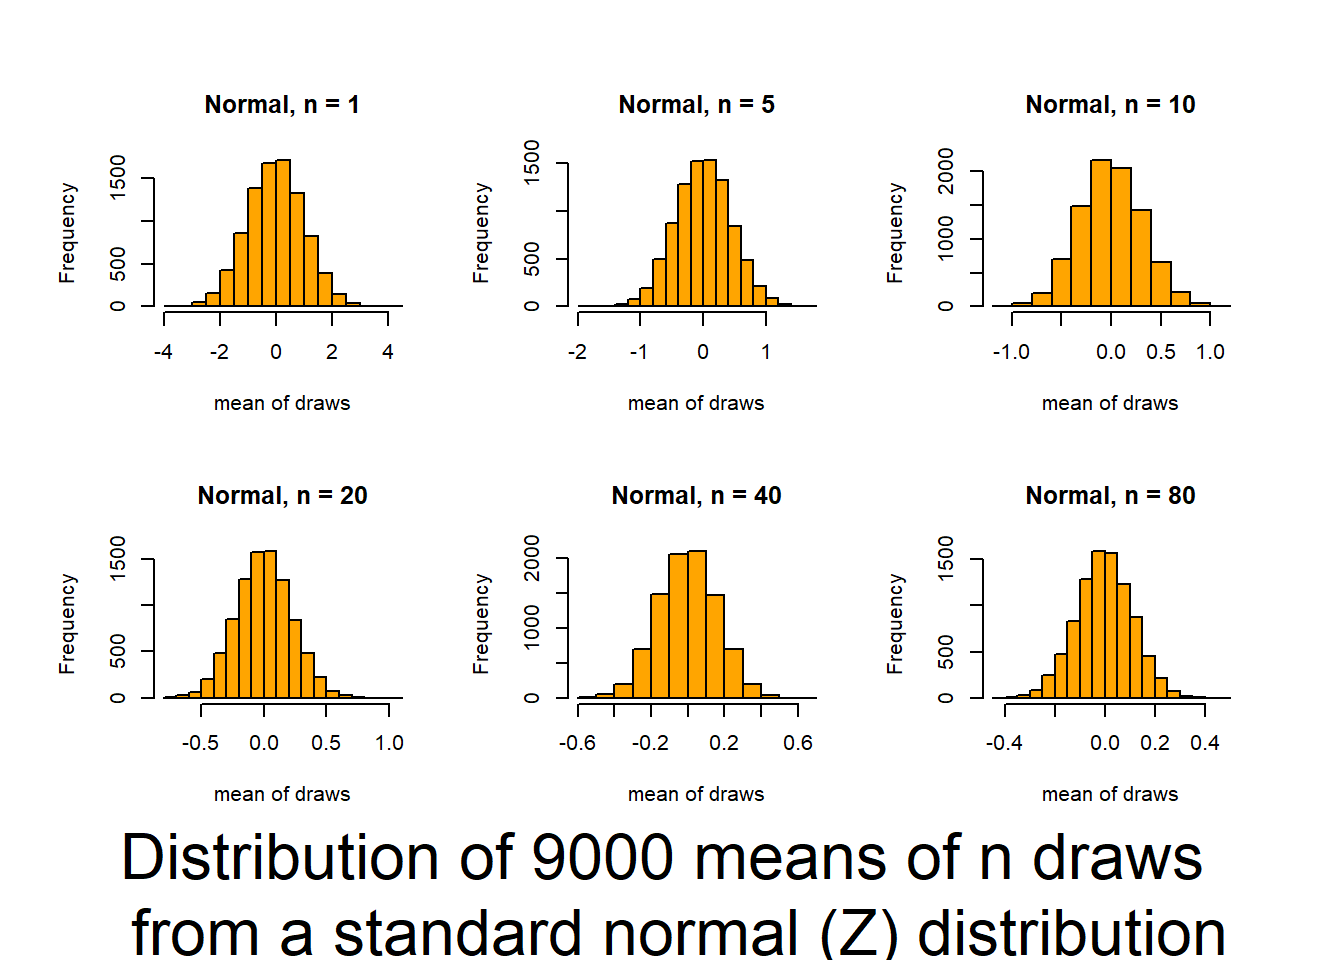 Normal, n = 1
Frequency
0 500 1500
-4 -2 0 2 4
mean of draws
Normal, n = 5
Frequency
0 500 1500
-2 -1 0 1
mean of draws
Normal, n = 10
Frequency
0 1000 2000
-1.0 0.0 0.5 1.0
mean of draws
Normal, n = 20
Frequency
0 500 1500
-0.5 0.0 0.5 1.0
mean of draws
Normal, n = 40
Frequency
0 1000 2000
-0.6 -0.2 0.2 0.6
mean of draws
Normal, n = 80
Frequency
0 500 1500
-0.4 0.0 0.2 0.4
mean of draws
Distribution of 9000 means of n draws
from a standard normal (Z) distribution